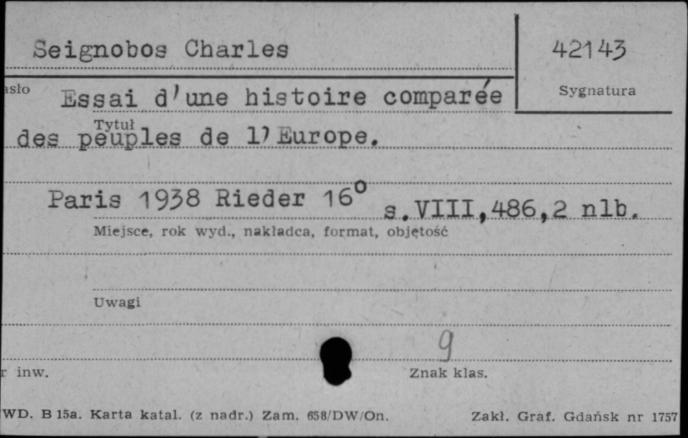 Seignobos Charles 42143
Sygnatura
Essai d'une histoire comparée
Tytuł
des peuples de l'Europe.
Paris 1938 Rieder 16° s.VIII,486,2 nlb.
Miejsce, rok wyd., nakładca, format, objętość
Uwagi
9
r inw. Znak klas.
WD. B 15a. Karta katal. (z nadr.) Zam. 658/DW/On. Zakł. Graf. Gdańsk nr 1757